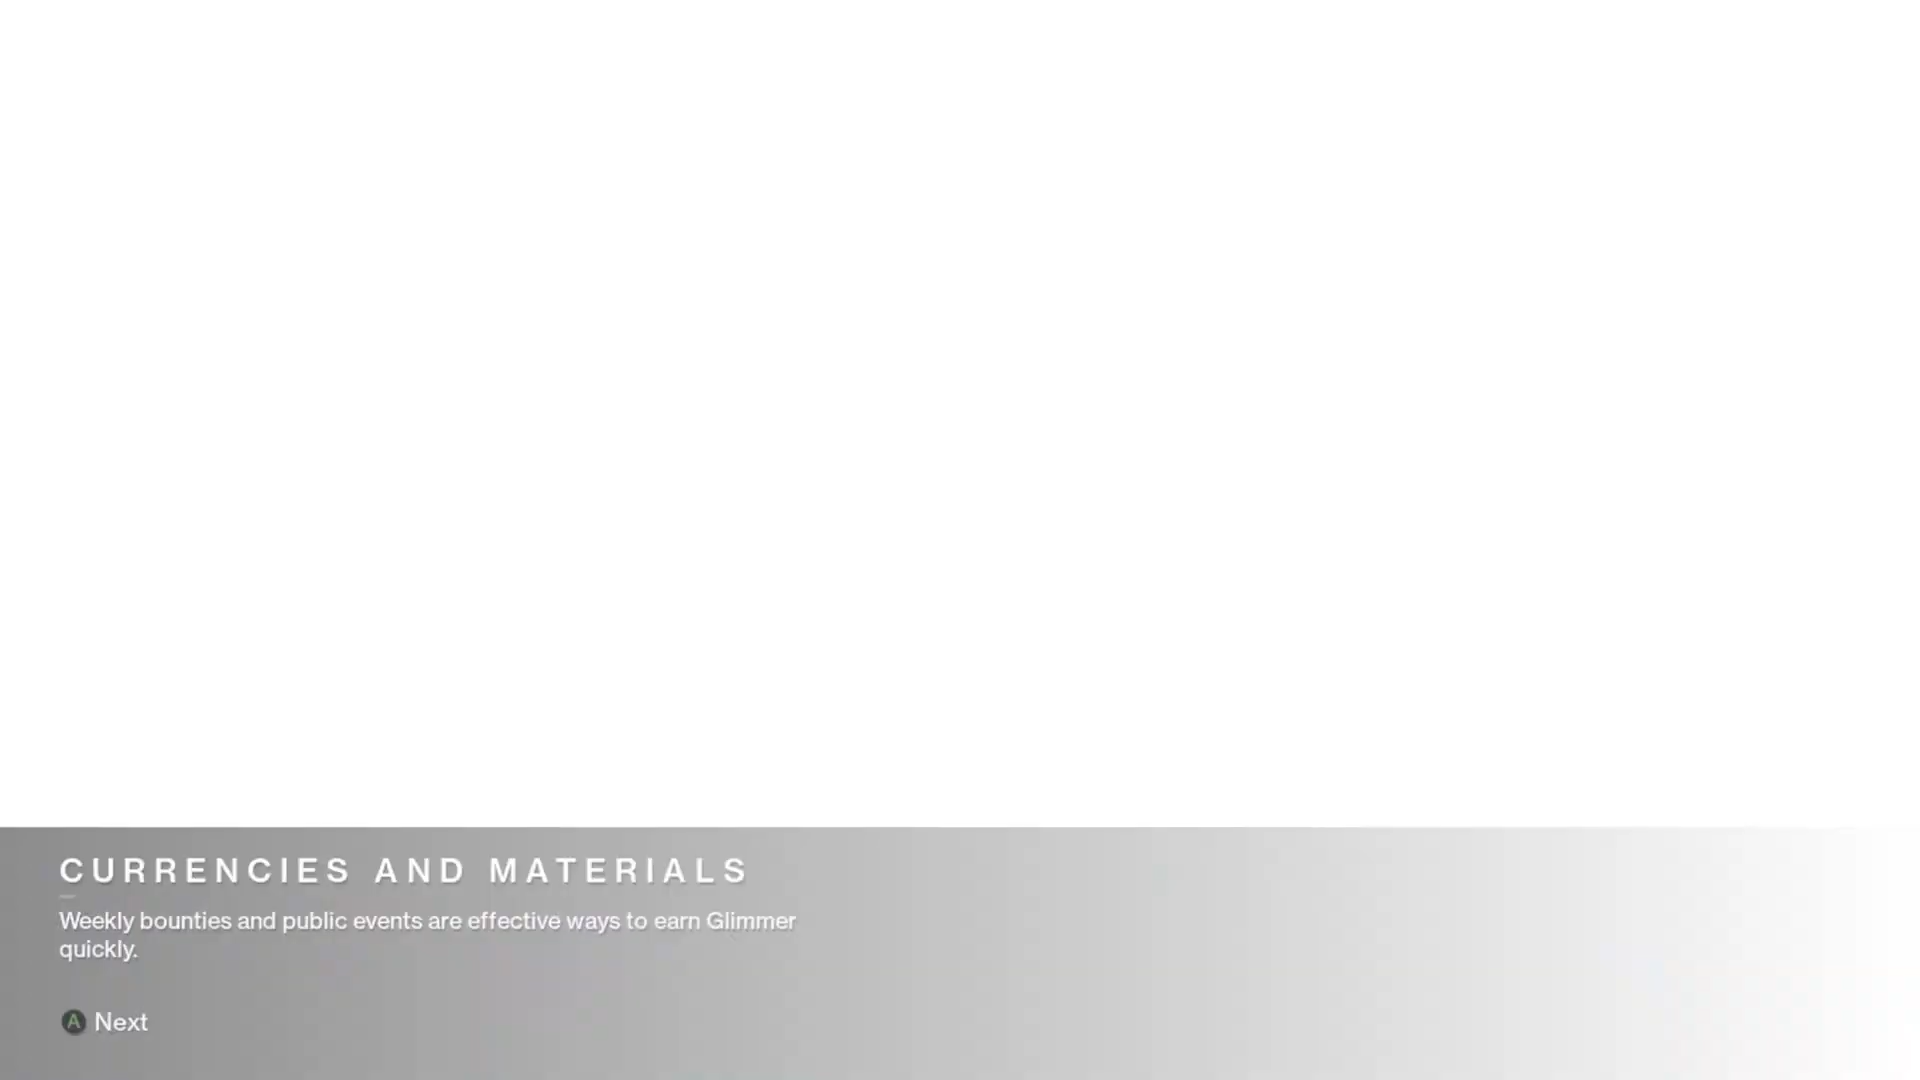 CURRENCIES AND MATERIALS
Weekly bounties and public events are effective ways to earn Glimmer
quickly.
A Next